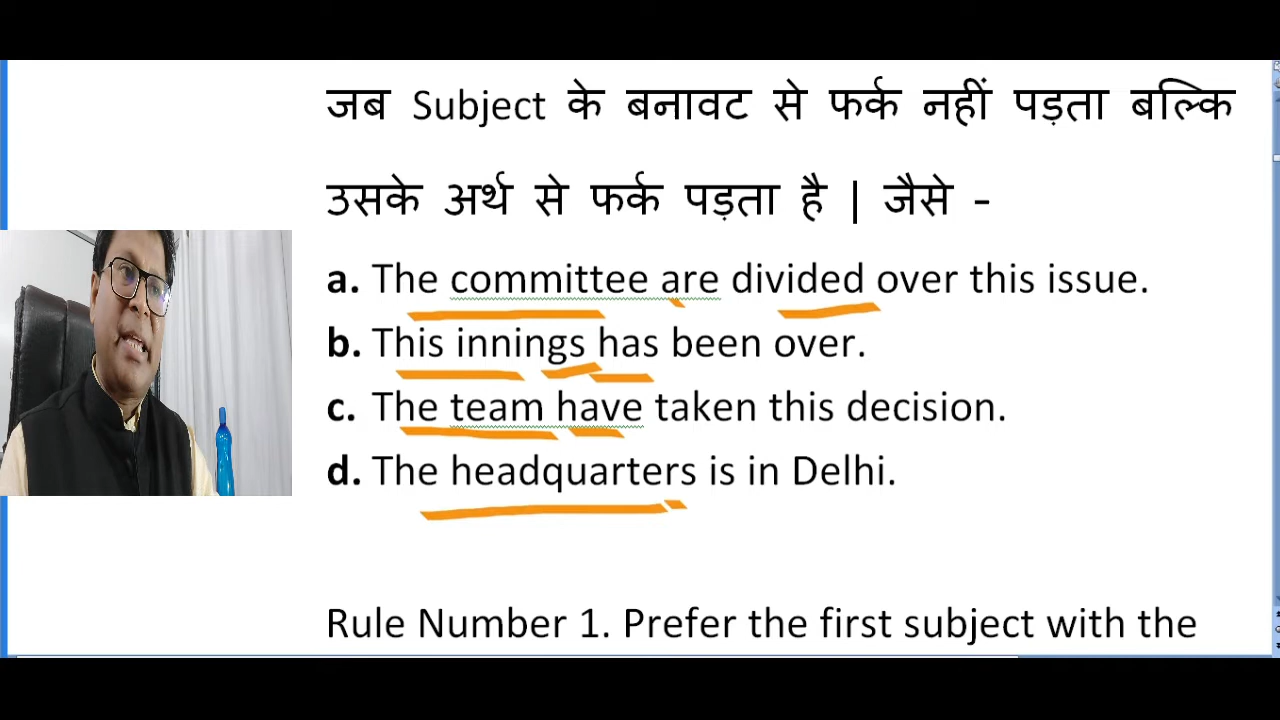 जब Subject के बनावट से फर्क नहीं पड़ता बल्कि
उसके अर्थ से फर्क पड़ता है | जैसे -
a. The committee are divided over this issue.
b. This innings has been over.
c. The team have taken this decision.
d. The headquarters is in Delhi.
Rule Number 1. Prefer the first subject with the